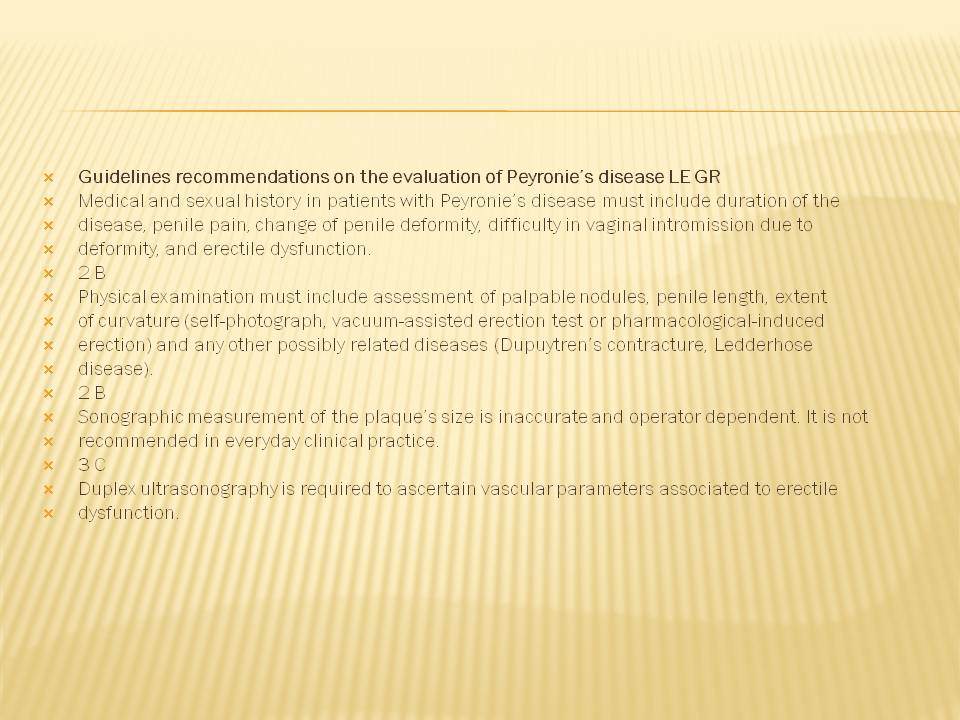 Guidelines recommendations on the evaluation of Peyronie's disease LE GR
Medical and sexual history in patients with Peyronie's disease must include duration of the
disease, penile pain, change of penile deformity, difficulty in vaginal intromission due to
deformity, and erectile dysfunction.
2 B
Physical examination must include assessment of palpable nodules, penile length, extent
of curvature (self-photograph, vacuum-assisted erection test or pharmacological-induced
erection) and any other possibly related diseases (Dupuytren's contracture, Ledderhose
disease).
2 B
Sonographic measurement of the plaque's size is inaccurate and operator dependent. It is not
recommended in everyday clinical practice.
3 C
Duplex ultrasonography is required to ascertain vascular parameters associated to erectile
dysfunction.